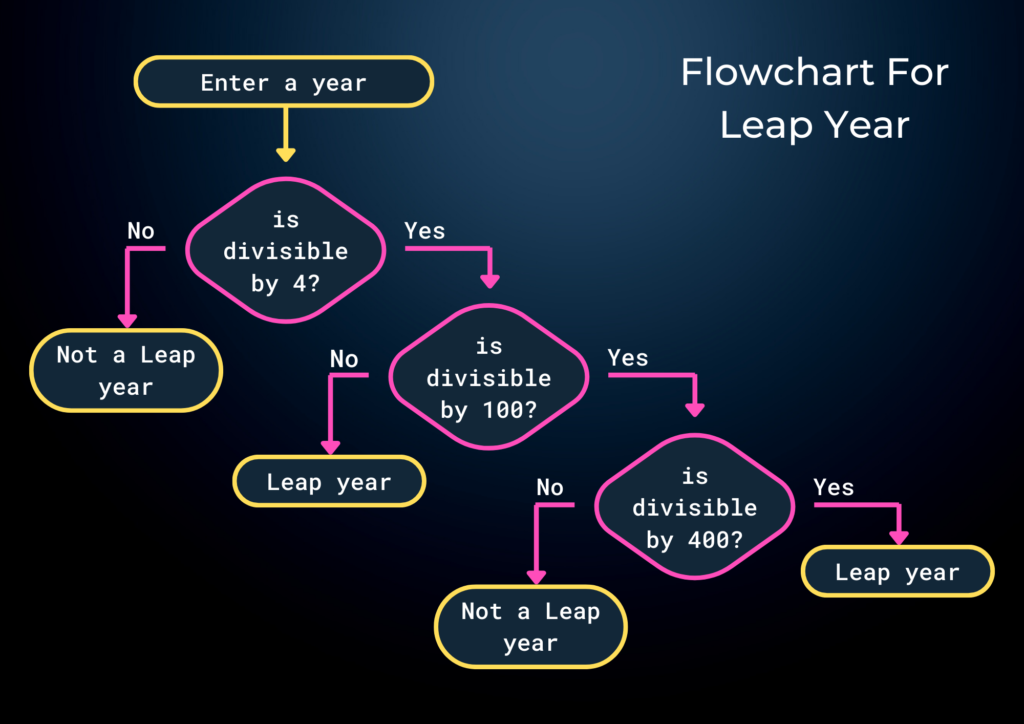 Flowchart For
Leap Year
Enter a year
is
divisible
by 4?
No
Yes
Not a Leap
year
is
divisible
by 100?
No
Yes
Leap year
is
divisible
by 400?
No
Yes
Not a Leap
year
Leap year